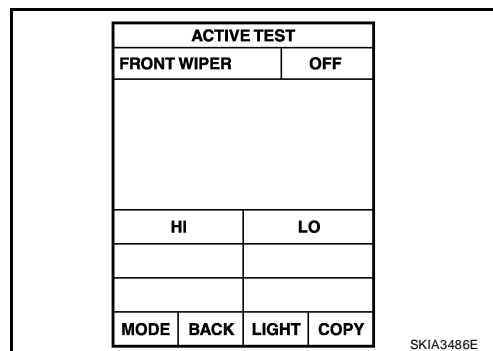 ACTIVE TEST
FRONT WIPER OFF
HI LO
MODE BACK LIGHT COPY
SKIA3486E